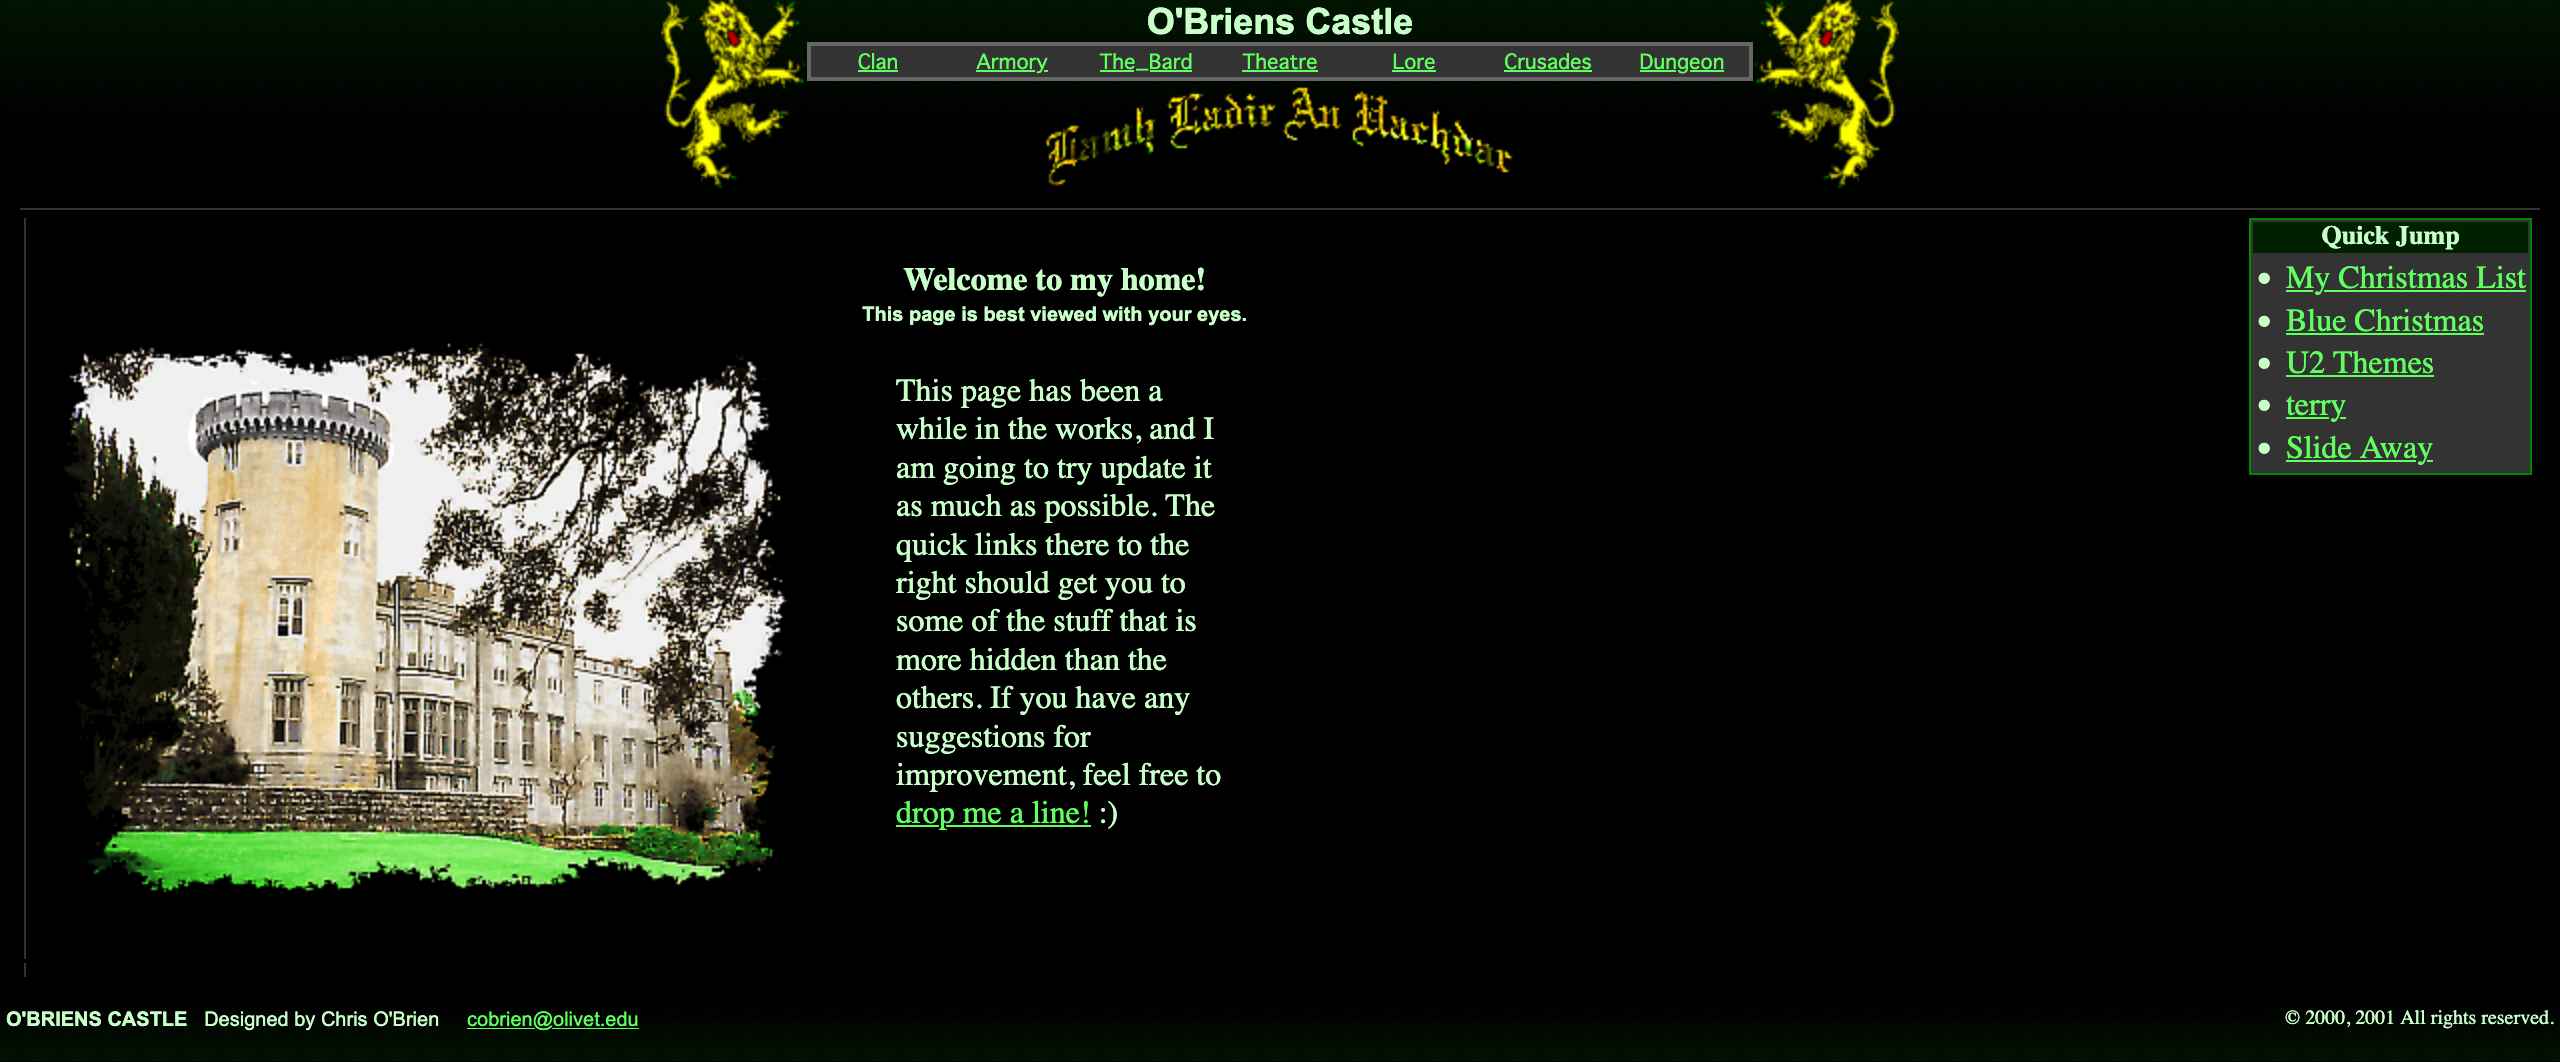 O'Briens Castle
Clan Armory The_Bard Theatre Lore Crusades Dungeon
Lamh Ladir An Uachdar
Quick Jump
My Christmas List
Blue Christmas
U2 Themes
terry
Slide Away
Welcome to my home!
This page is best viewed with your eyes.
This page has been a
while in the works, and I
am going to try update it
as much as possible. The
quick links there to the
right should get you to
some of the stuff that is
more hidden than the
others. If you have any
suggestions for
improvement, feel free to
drop me a line! :)
O'BRIENS CASTLE Designed by Chris O'Brien cobrien@olivet.edu
© 2000, 2001 All rights reserved.